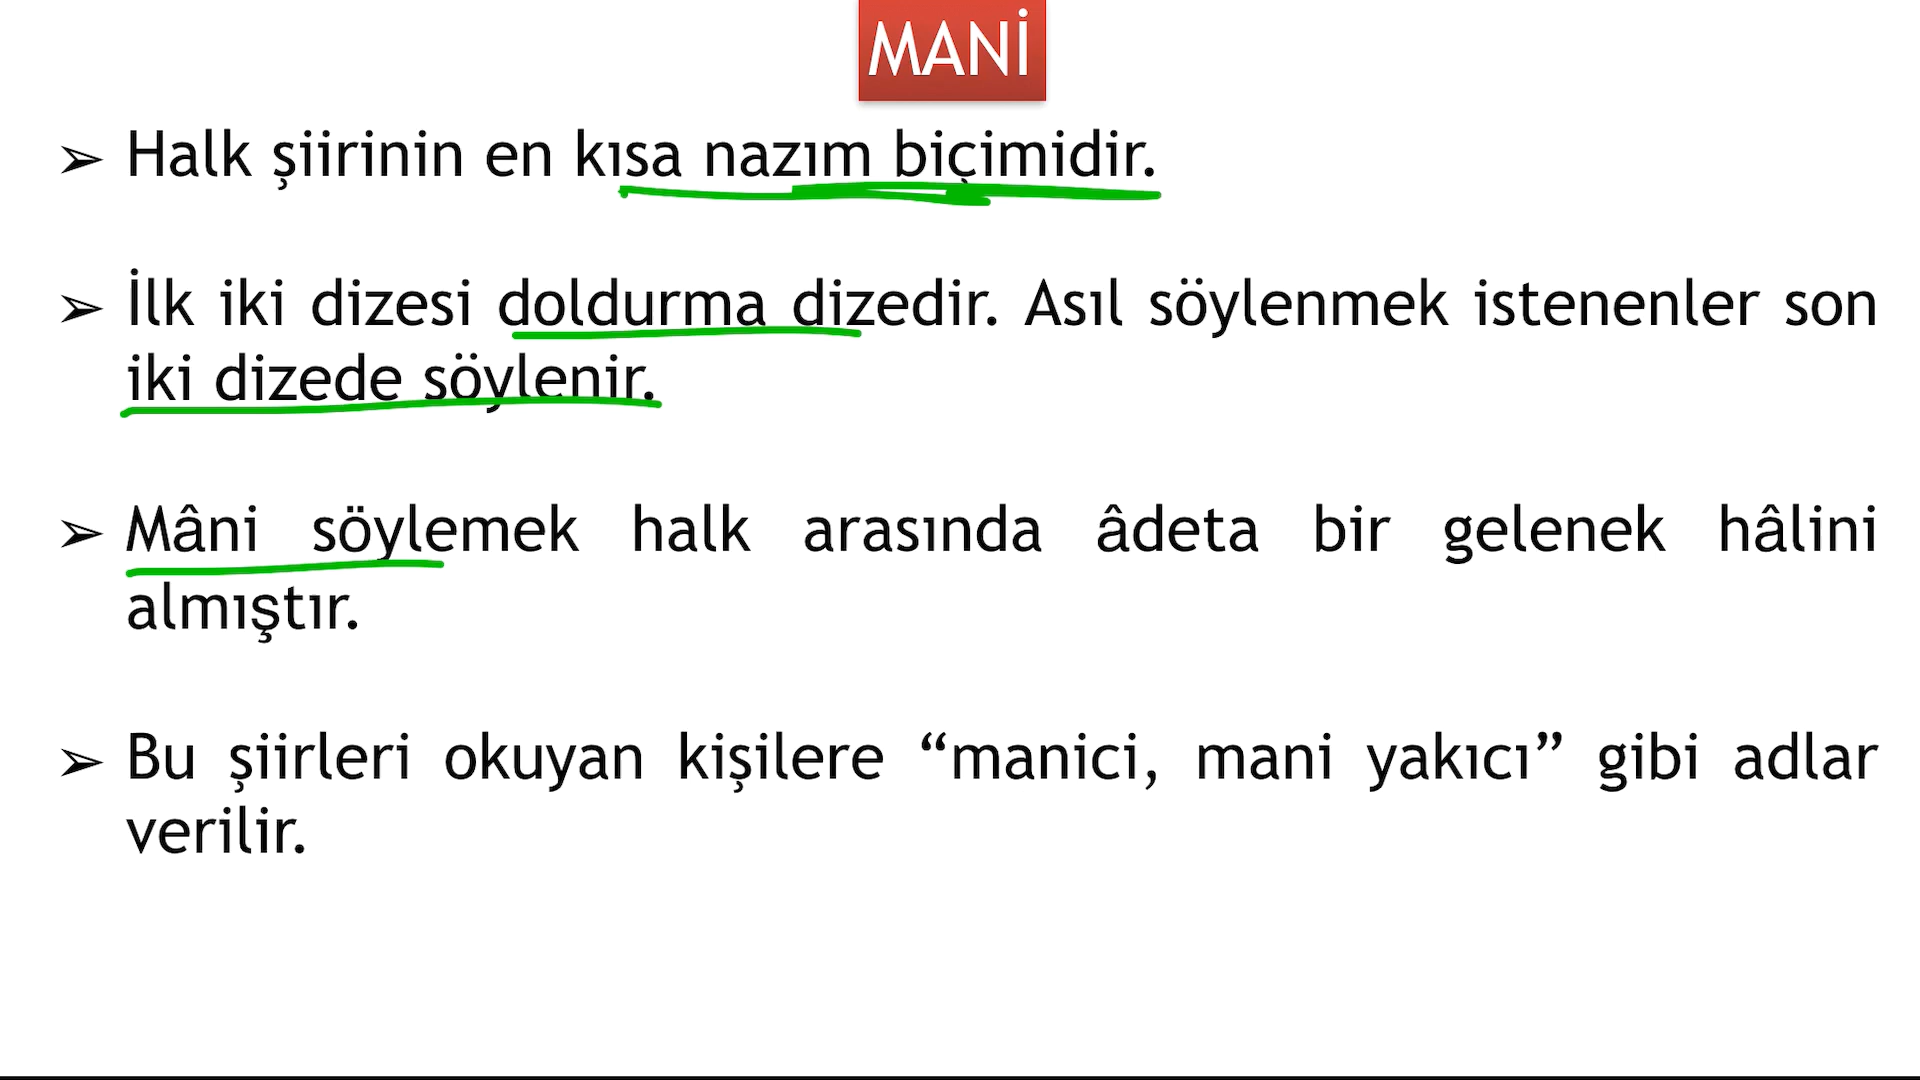 MANİ
➢ Halk şiirinin en kısa nazım biçimidir.
➢ İlk iki dizesi doldurma dizedir. Asıl söylenmek istenenler son
iki dizede söylenir.
➢ Mâni söylemek halk arasında âdeta bir gelenek hâlini
almıştır.
➢ Bu şiirleri okuyan kişilere “manici, mani yakıcı” gibi adlar
verilir.